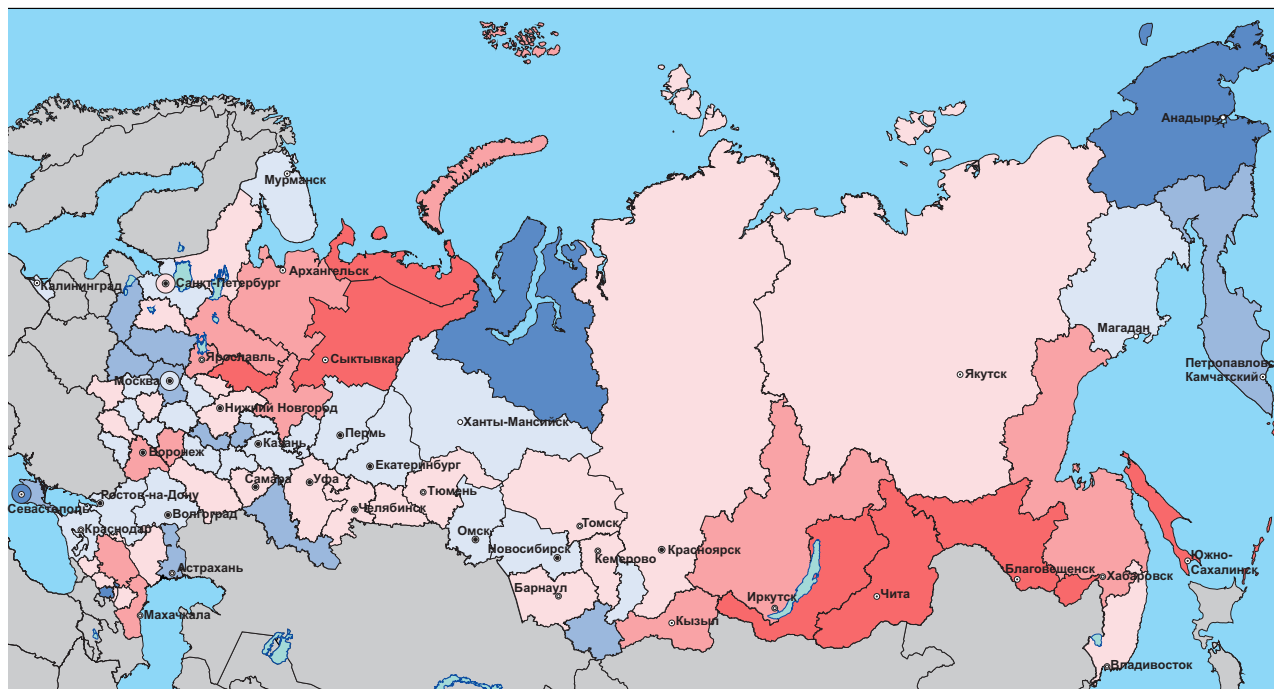 Анадырь
Мурманск
Архангельск
Санкт-Петербург
Калининград
Магадан
Ярославль
Сыктывкар
Петропавловс
Камчатский
Якутск
Москва
Нижний Новгород
Ханты-Мансийск
Пермь
Казань
Воронеж
Екатеринбург
Самара
Уфа
Тюмень
Ростов-на-Дону
Севастополь
Волгоград
Челябинск
Краснодар
Омск
Томск
Новосибирск
Кемерово
Красноярск
Южно-
Сахалинск
Астрахань
Барнаул
Благовещенск
Хабаровск
Иркутск
Чита
Махачкала
Кызыл
Владивосток